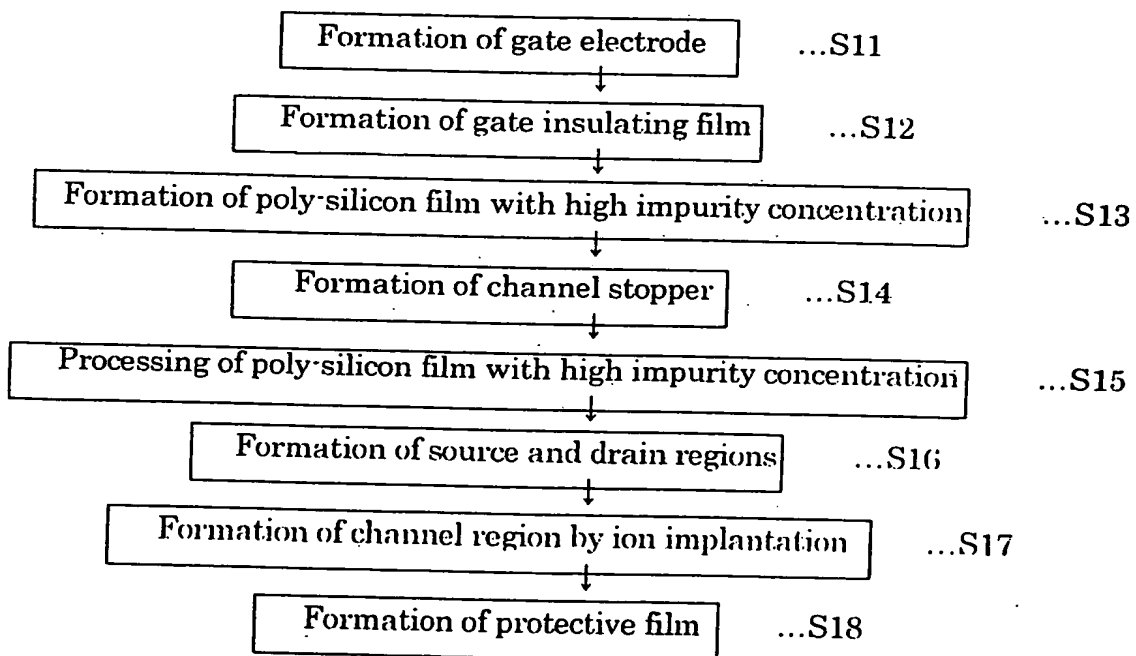 Formation of gate electrode ...S11
Formation of gate insulating film ...S12
Formation of poly-silicon film with high impurity concentration ...S13
Formation of channel stopper ...S14
Processing of poly-silicon film with high impurity concentration ...S15
Formation of source and drain regions ...S16
Formation of channel region by ion implantation ...S17
Formation of protective film ...S18